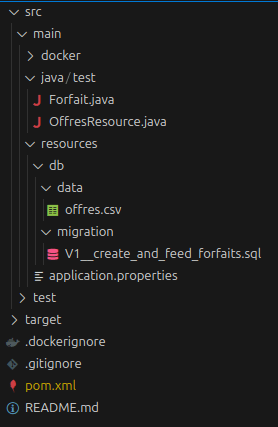 src
main
docker
java/test
Forfait.java
OffresResource.java
resources
db
data
offres.csv
migration
V1__create_and_feed_forfaits.sql
application.properties
test
target
.dockerignore
.gitignore
pom.xml
README.md